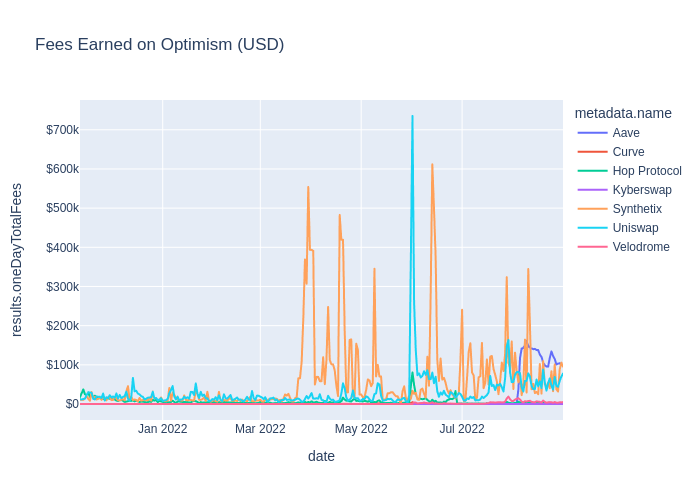 Fees Earned on Optimism (USD)
metadata.name
Aave
Curve
Hop Protocol
Kyberswap
Synthetix
Uniswap
Velodrome
results.oneDayTotalFees
$700k
$600k
$500k
$400k
$300k
$200k
$100k
$0
Jan 2022
Mar 2022
May 2022
Jul 2022
date